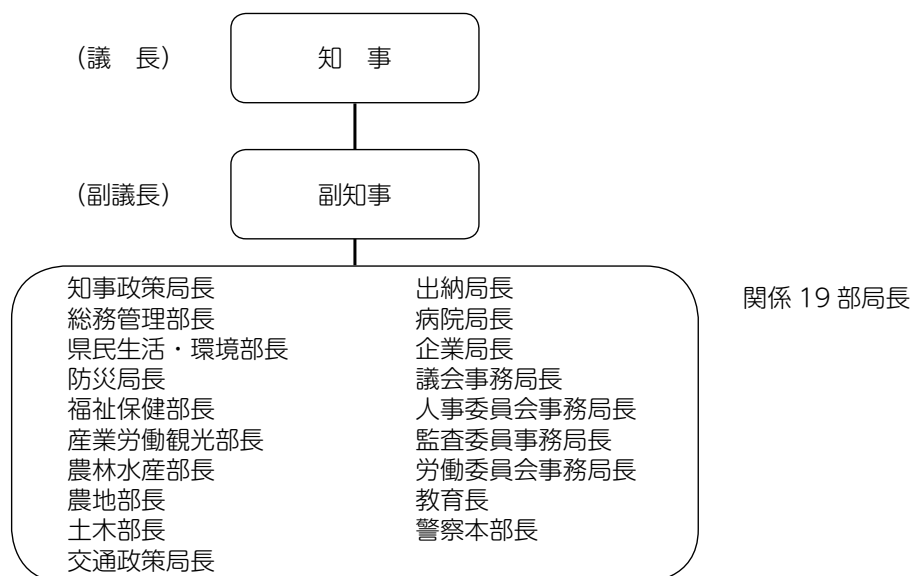 （議　長）
知　事
（副議長）
副知事
知事政策局長
総務管理部長
県民生活・環境部長
防災局長
福祉保健部長
産業労働観光部長
農林水産部長
農地部長
土木部長
交通政策局長
出納局長
病院局長
企業局長
議会事務局長
人事委員会事務局長
監査委員事務局長
労働委員会事務局長
教育長
警察本部長
関係 19 部局長